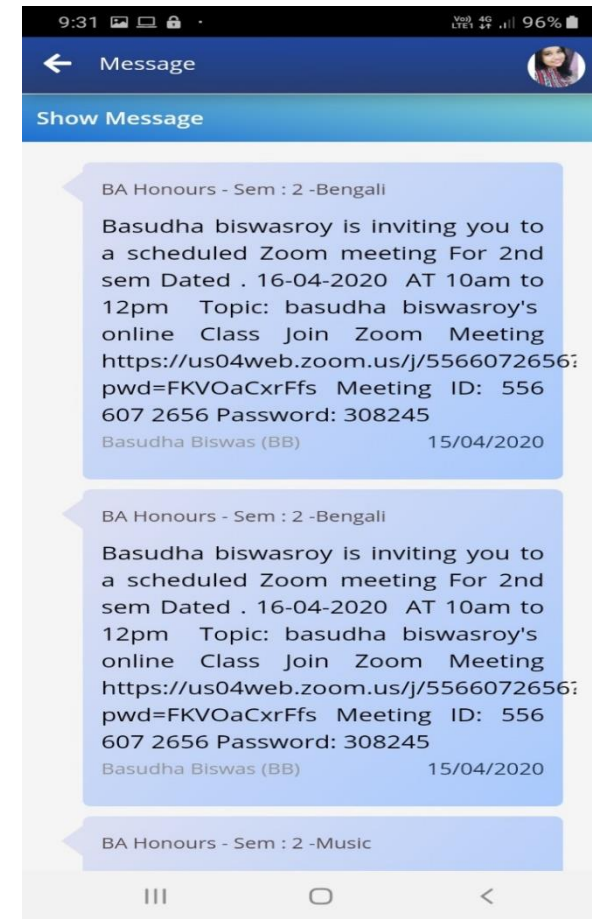 9:31
VoI) 4G LTE1 96%
Message
Show Message
BA Honours - Sem : 2 -Bengali
Basudha biswasroy is inviting you to
a scheduled Zoom meeting For 2nd
sem Dated . 16-04-2020 AT 10am to
12pm Topic: basudha biswasroy's
online Class Join Zoom Meeting
https://us04web.zoom.us/j/5566072656?
pwd=FKVOaCxrFfs Meeting ID: 556
607 2656 Password: 308245
Basudha Biswas (BB) 15/04/2020
BA Honours - Sem : 2 -Bengali
Basudha biswasroy is inviting you to
a scheduled Zoom meeting For 2nd
sem Dated . 16-04-2020 AT 10am to
12pm Topic: basudha biswasroy's
online Class Join Zoom Meeting
https://us04web.zoom.us/j/5566072656?
pwd=FKVOaCxrFfs Meeting ID: 556
607 2656 Password: 308245
Basudha Biswas (BB) 15/04/2020
BA Honours - Sem : 2 -Music